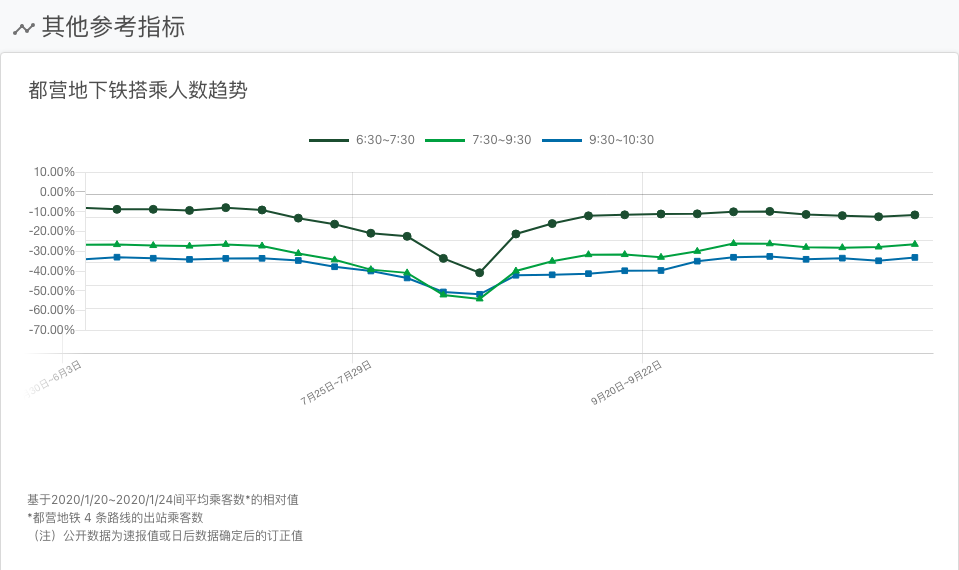 其他参考指标
都营地下铁搭乘人数趋势
6:30~7:30 7:30~9:30 9:30~10:30
10.00%
0.00%
-10.00%
-20.00%
-30.00%
-40.00%
-50.00%
-60.00%
-70.00%
30日~6月3日 7月25日~7月29日 9月20日~9月22日
基于2020/1/20~2020/1/24间平均乘客数*的相对值
*都营地铁 4 条路线的出站乘客数
（注）公开数据为速报值或日后数据确定后的订正值